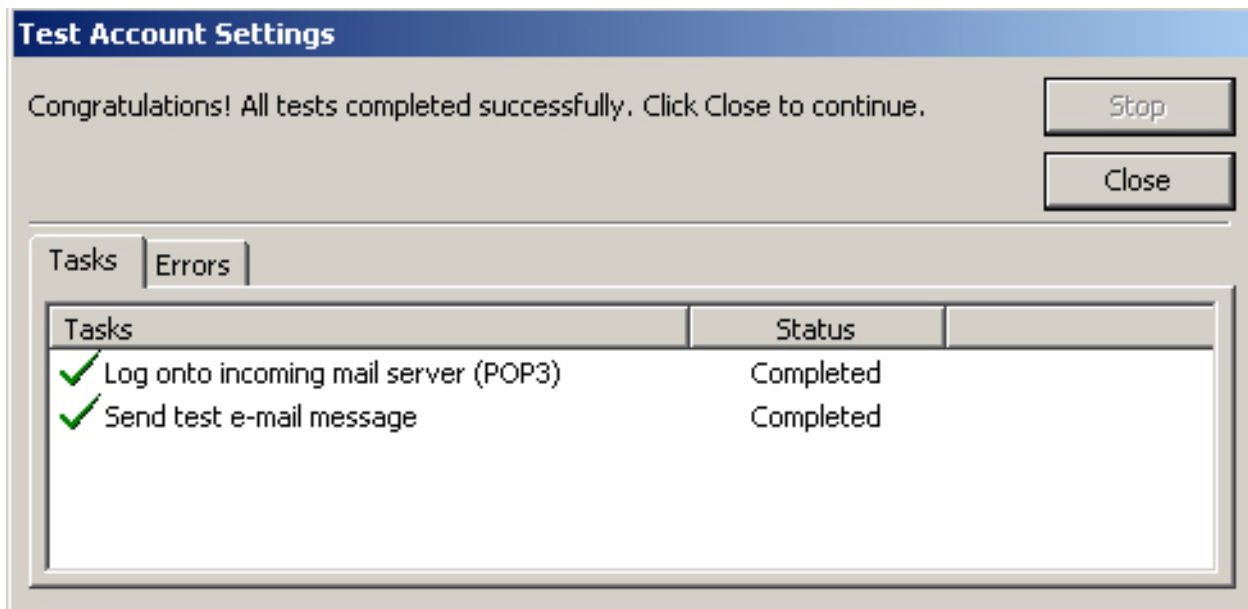 Test Account Settings
Congratulations! All tests completed successfully. Click Close to continue.
Stop
Close
Tasks Errors
Tasks Status
Log onto incoming mail server (POP3) Completed
Send test e-mail message Completed